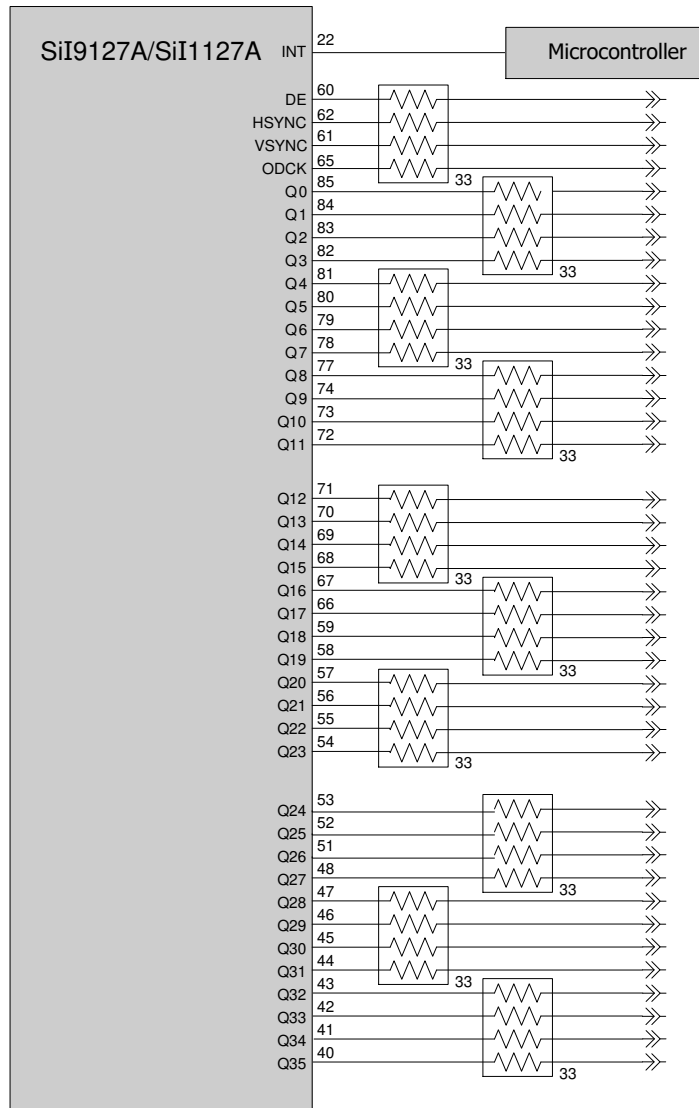 SiI9127A/SiI1127A INT 22 Microcontroller
DE 60
HSYNC 62
VSYNC 61
ODCK 65
33
Q0 85
Q1 84
Q2 83
Q3 82
33
Q4 81
Q5 80
Q6 79
Q7 78
33
Q8 77
Q9 74
Q10 73
Q11 72
33
Q12 71
Q13 70
Q14 69
Q15 68
33
Q16 67
Q17 66
Q18 59
Q19 58
33
Q20 57
Q21 56
Q22 55
Q23 54
33
Q24 53
Q25 52
Q26 51
Q27 48
33
Q28 47
Q29 46
Q30 45
Q31 44
33
Q32 43
Q33 42
Q34 41
Q35 40
33